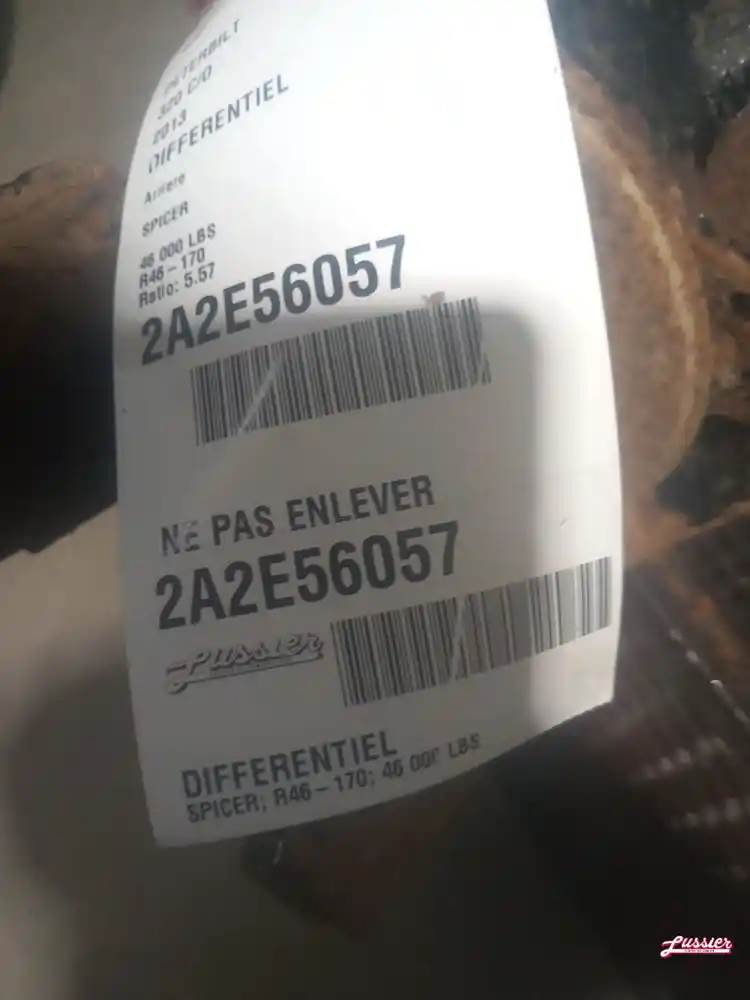 PETERBILT
320 C/O
2013
DIFFERENTIEL
Arriere
SPICER
46 000 LBS
R46-170
Ratio: 5.57
2A2E56057
NE PAS ENLEVER
2A2E56057
Lussier
DIFFERENTIEL
SPICER; R46-170; 46 000 LBS
Lussier